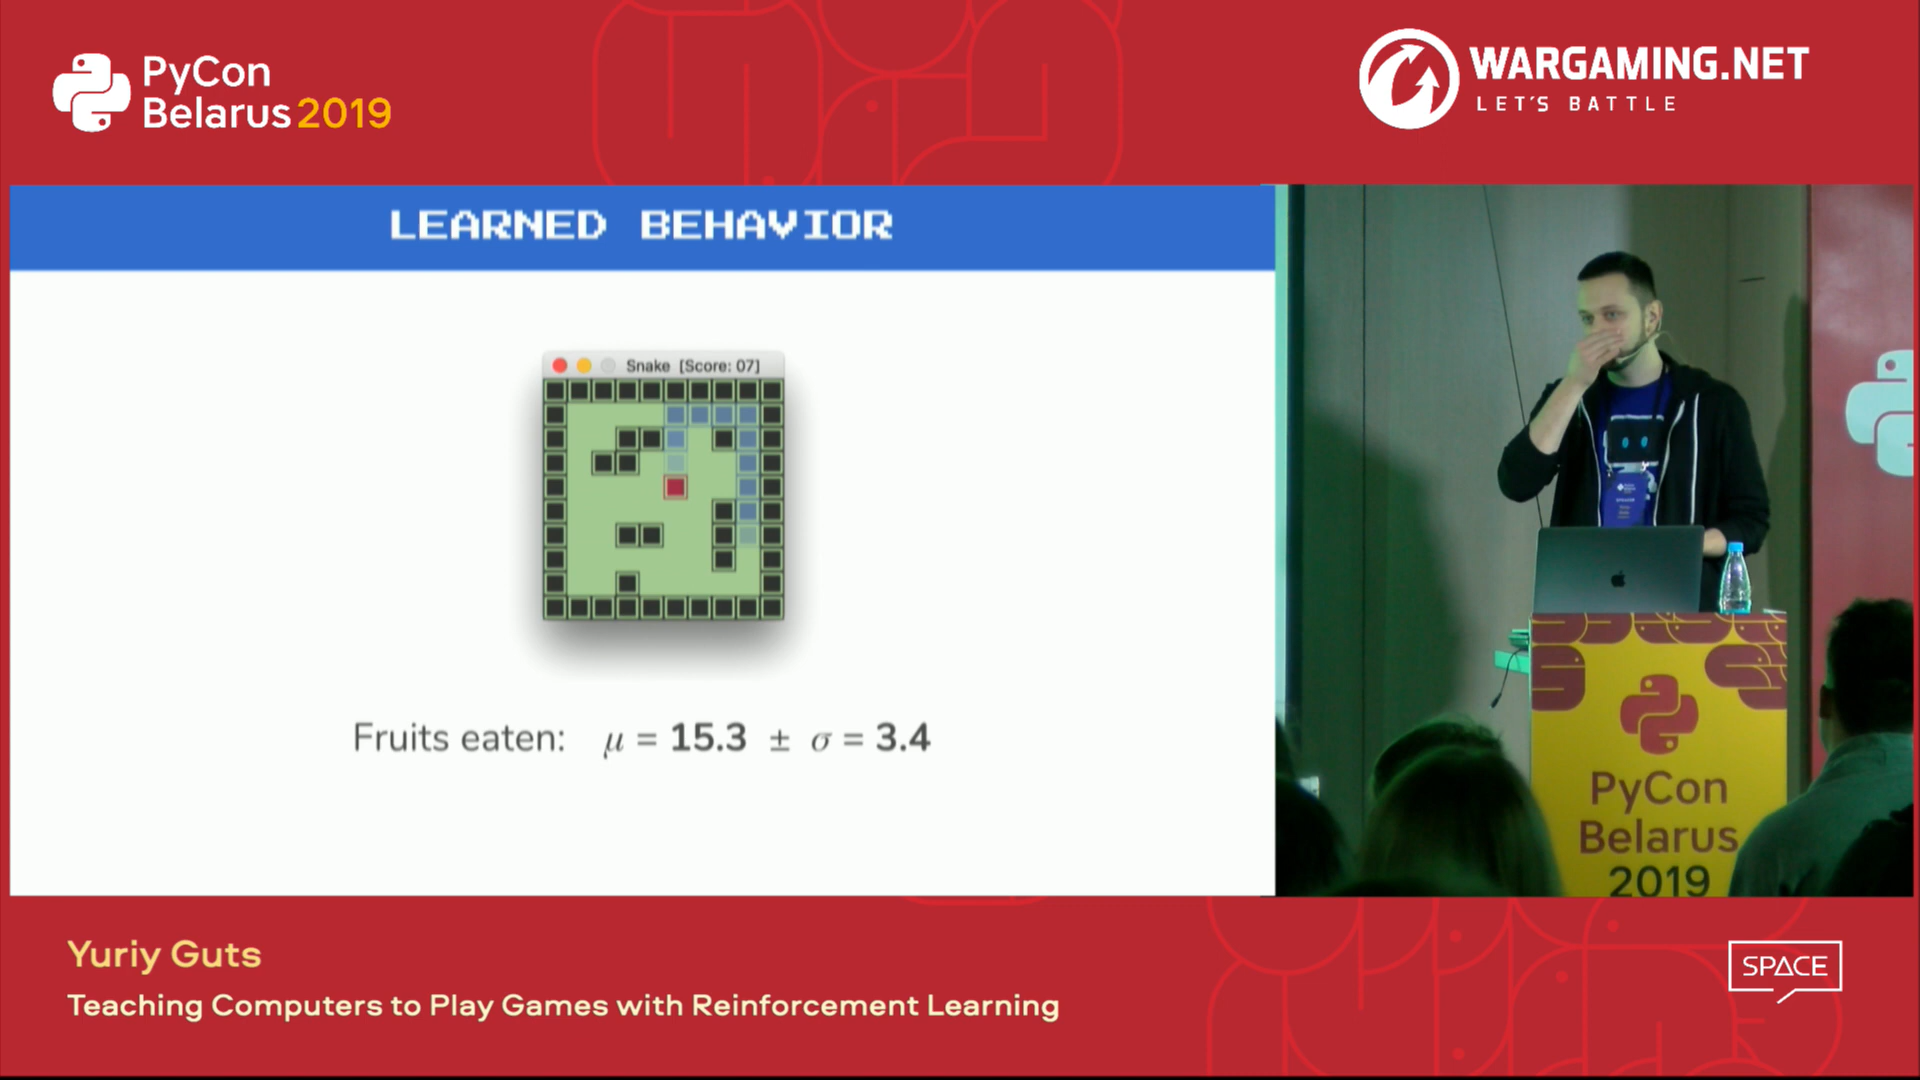 PyCon
Belarus 2019
WARGAMING.NET
LET'S BATTLE
LEARNED BEHAVIOR
Snake [Score: 07]
Fruits eaten: μ = 15.3 ± σ = 3.4
PyCon
Belarus
2019
Yuriy Guts
Teaching Computers to Play Games with Reinforcement Learning
SPACE